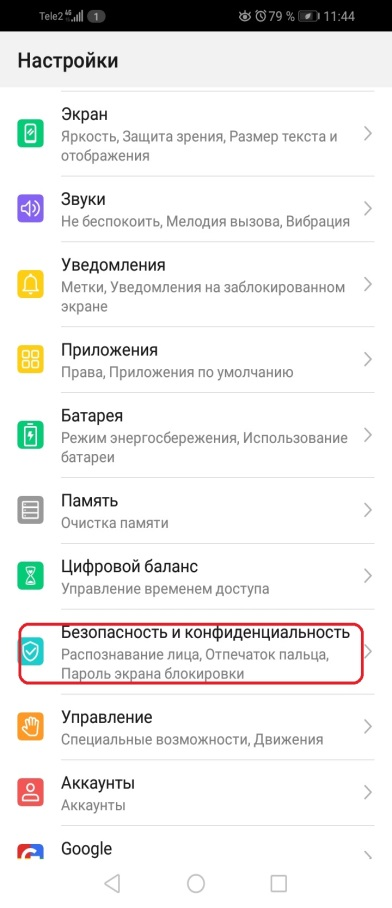 Tele2 4G 1 79 % 11:44
Настройки
Экран
Яркость, Защита зрения, Размер текста и
отображения
Звуки
Не беспокоить, Мелодия вызова, Вибрация
Уведомления
Метки, Уведомления на заблокированном
экране
Приложения
Права, Приложения по умолчанию
Батарея
Режим энергосбережения, Использование
батареи
Память
Очистка памяти
Цифровой баланс
Управление временем доступа
Безопасность и конфиденциальность
Распознавание лица, Отпечаток пальца,
Пароль экрана блокировки
Управление
Специальные возможности, Движения
Аккаунты
Аккаунты
Google